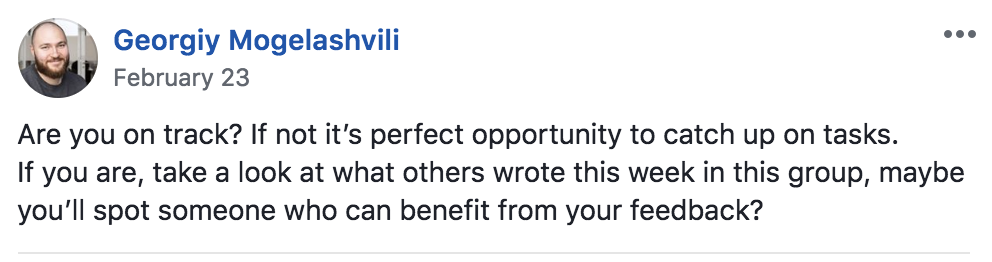 Georgiy Mogelashvili
February 23
Are you on track? If not it’s perfect opportunity to catch up on tasks.
If you are, take a look at what others wrote this week in this group, maybe
you’ll spot someone who can benefit from your feedback?